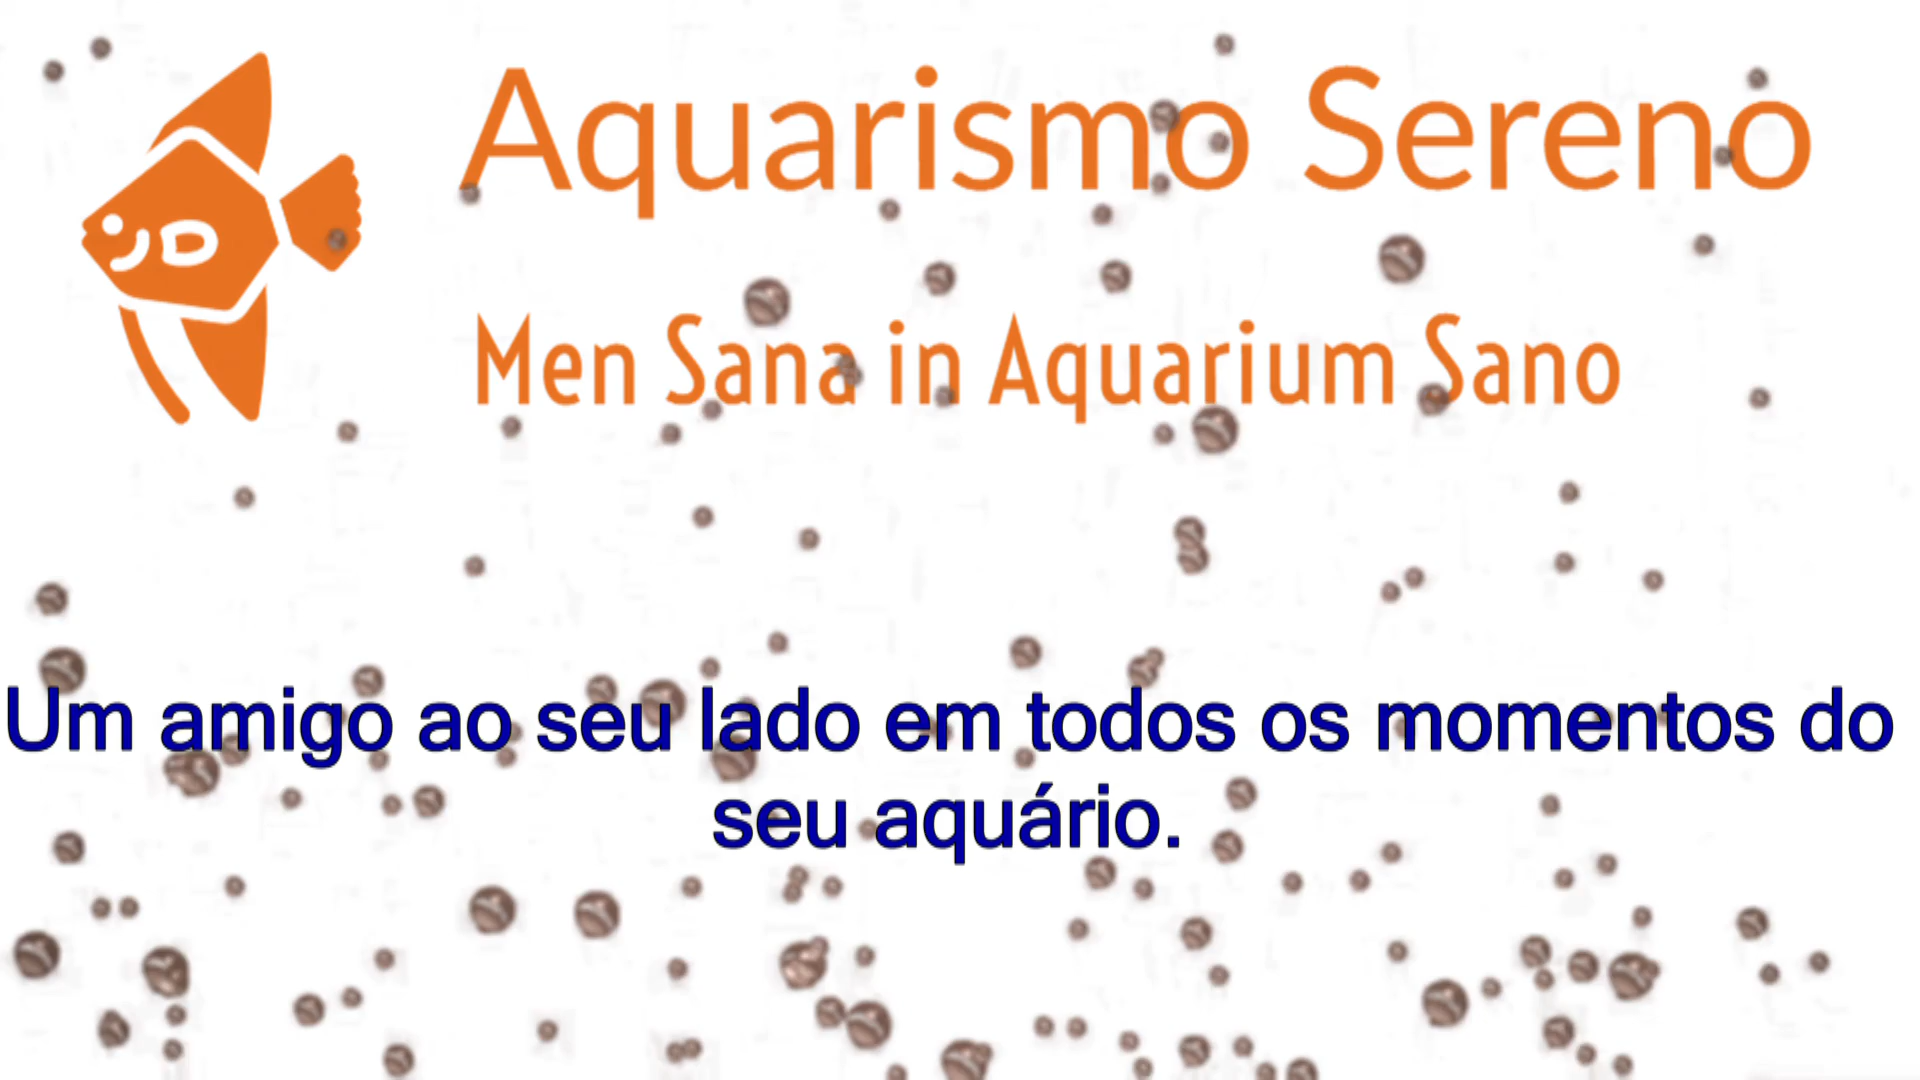 Aquarismo Sereno
Men Sana in Aquarium Sano
Um amigo ao seu lado em todos os momentos do
seu aquário.